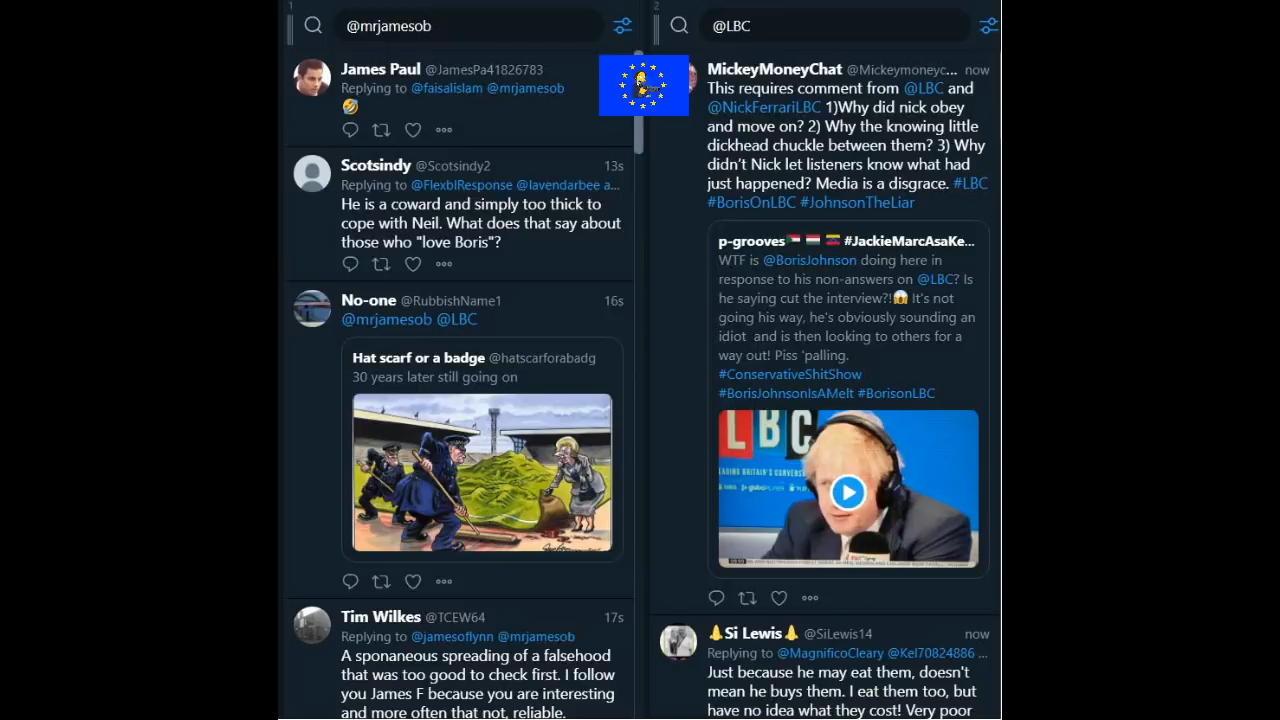 1
@mrjamesob
James Paul @JamesPa41826783
Replying to @faisalislam @mrjamesob
🤣
Scotsindy @Scotsindy2 13s
Replying to @FlexblResponse @lavendarbee a...
He is a coward and simply too thick to
cope with Neil. What does that say about
those who "love Boris"?
No-one @RubbishName1 16s
@mrjamesob @LBC
Hat scarf or a badge @hatscarforabadg
30 years later still going on
Tim Wilkes @TCEW64 17s
Replying to @jamesoflynn @mrjamesob
A sponaneous spreading of a falsehood
that was too good to check first. I follow
you James F because you are interesting
and more often that not, reliable.
2
@LBC
MickeyMoneyChat @Mickeymoneyc... now
This requires comment from @LBC and
@NickFerrariLBC 1)Why did nick obey
and move on? 2) Why the knowing little
dickhead chuckle between them? 3) Why
didn't Nick let listeners know what had
just happened? Media is a disgrace. #LBC
#BorisOnLBC #JohnsonTheLiar
p-grooves #JackieMarcAsaKe...
WTF is @BorisJohnson doing here in
response to his non-answers on @LBC? Is
he saying cut the interview?!😱 It's not
going his way, he's obviously sounding an
idiot and is then looking to others for a
way out! Piss 'palling.
#ConservativeShitShow
#BorisJohnsonIsAMelt #BorisonLBC
LBC
LEADING BRITAIN'S CONVERS
Si Lewis @SiLewis14 now
Replying to @MagnificoCleary @Kel70824886 ...
Just because he may eat them, doesn't
mean he buys them. I eat them too, but
have no idea what they cost! Very poor